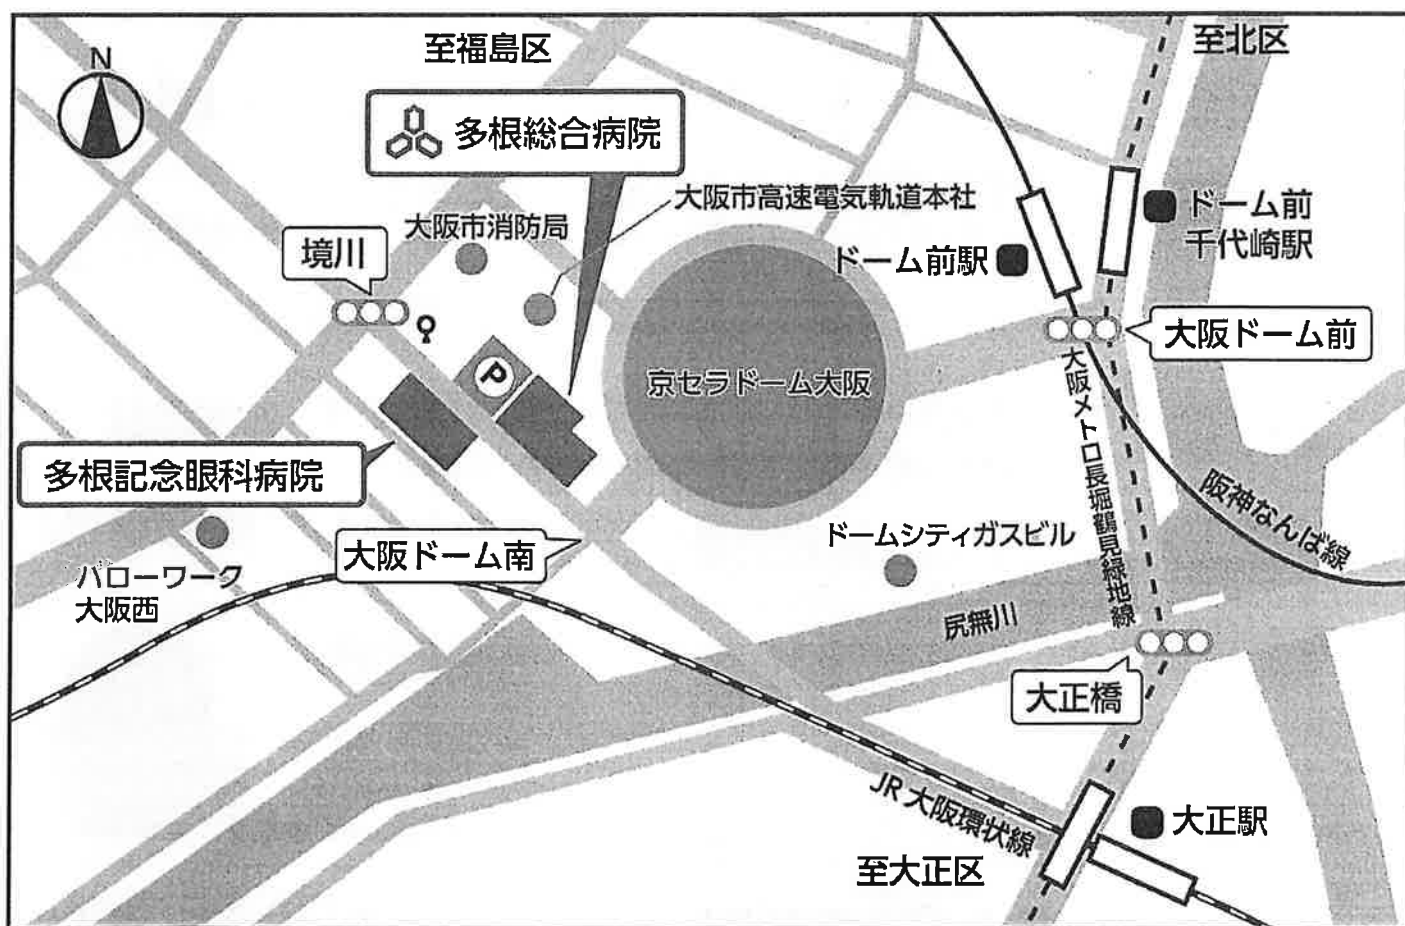 至福島区
至北区
N
多根総合病院
大阪市高速電気軌道本社
大阪市消防局
境川
ドーム前駅
ドーム前
千代崎駅
大阪ドーム前
P
京セラドーム大阪
大阪メトロ長堀鶴見緑地線
多根記念眼科病院
阪神なんば線
大阪ドーム南
ドームシティガスビル
ハローワーク
大阪西
尻無川
大正橋
JR大阪環状線
大正駅
至大正区